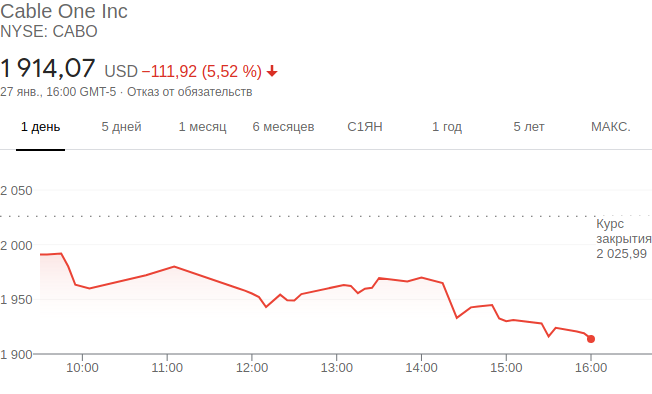 Cable One Inc
NYSE: CABO
1 914,07 USD −111,92 (5,52 %)
27 янв., 16:00 GMT-5 · Отказ от обязательств
1 день 5 дней 1 месяц 6 месяцев С1ЯН 1 год 5 лет МАКС.
2 050
Курс
закрытия
2 025,99
2 000
1 950
1 900
10:00 11:00 12:00 13:00 14:00 15:00 16:00